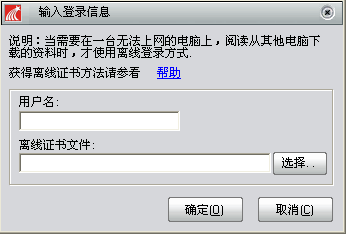 输入登录信息
说明：当需要在一台无法上网的电脑上，阅读从其他电脑下
载的资料时，才使用离线登录方式.
获得离线证书方法请参看 帮助
用户名:
离线证书文件:
选择..
确定(O) 取消(C)